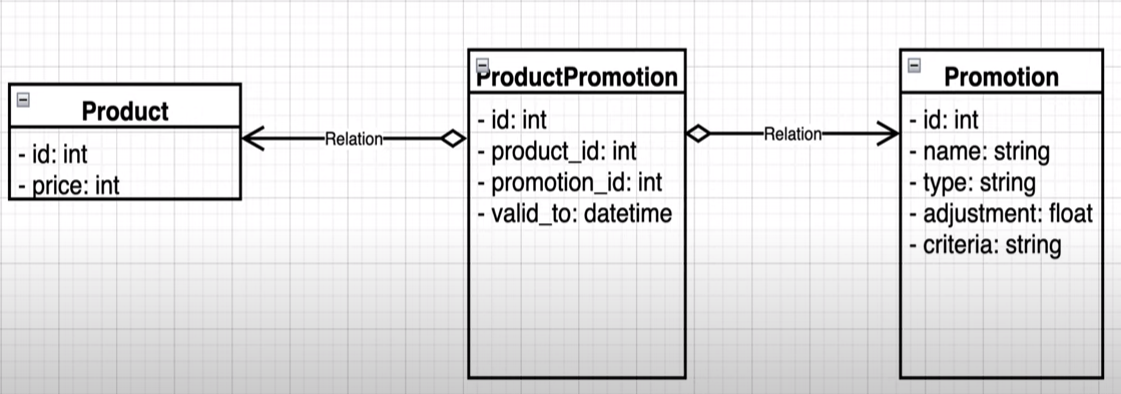 Product
- id: int
- price: int
Relation
ProductPromotion
- id: int
- product_id: int
- promotion_id: int
- valid_to: datetime
Relation
Promotion
- id: int
- name: string
- type: string
- adjustment: float
- criteria: string